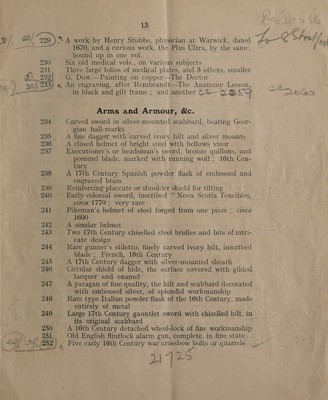 13
229 A work by Henry Stubbs, physician at Warwick, dated
1670, and a curious work, the Plus Ultra, by the same,
bound up in one vol.
230 Six old medical vols., on various subjects
231 Three large folios of medical plates, and 5 others, smaller
232 G. Dow.—Painting on copper—The Doctor
233 An engraving, after Rembrandt—The Anatomy Lesson,
in black and gilt frame ; and another
Arms and Armour, &c.
234 Carved sword in silver-mounted scabbard, bearing Geor-
gian hall-marks
235 A fine dagger with carved ivory hilt and silver mounts
236 A closed helmet of bright steel with bellows vizor
237 Executioner's or headsman's sword, bronze quillons, and
pommel blade, marked with running wolf ; 16th Cen-
tury
238 A 17th Century Spanish powder flask of embossed and
engraved brass
239 Reinforcing placcate or shoulder shield for tilting
240 Early colonial sword, inscribed "Nova Scotia Tencibles,
circa 1770 ; very rare
241 Pikeman's helmet of steel forged from one piece ; circa
1600
242 A similar helmet
243 Two 17th Century chiselled steel bridles and bits of intri-
cate design
244 Rare gunner's stiletto, finely carved ivory hilt, inscribed
blade ; French, 18th Century
245 A 17th Century dagger with silver-mounted sheath
246 Circular shield of hide, the surface covered with gilded
lacquer and enamel
247 A yatagan of fine quality, the hilt and scabbard decorated
with embossed silver, of splendid workmanship
248 Rare type Italian powder flask of the 16th Century, made
entirely of metal
249 Large 17th Century gauntlet sword with chiselled hilt, in
its original scabbard
250 A 16th Century detached wheel-lock of fine workmanship
251 Old English flintlock alarm gun, complete, in fine state
252 Five early 16th Century war crossbow bolts or quarrels
21725